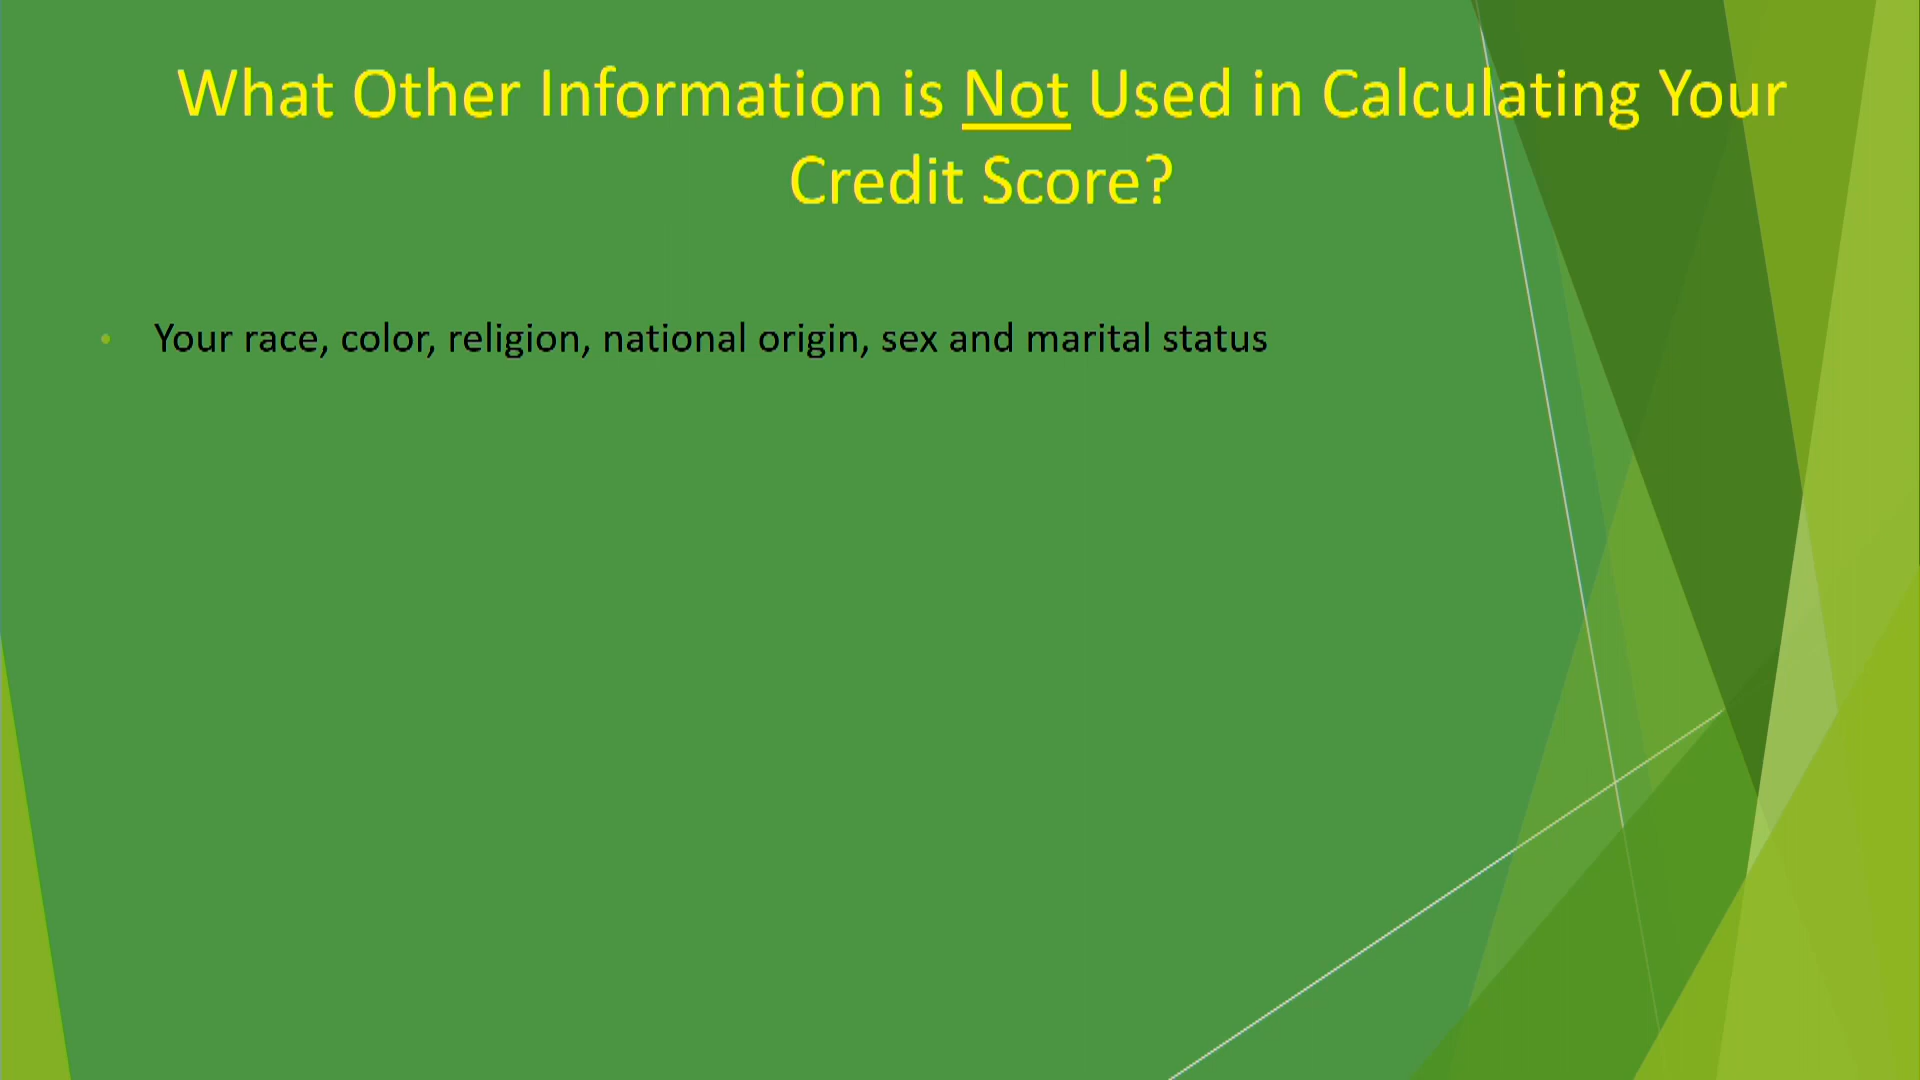 What Other Information is Not Used in Calculating Your
Credit Score?
• Your race, color, religion, national origin, sex and marital status